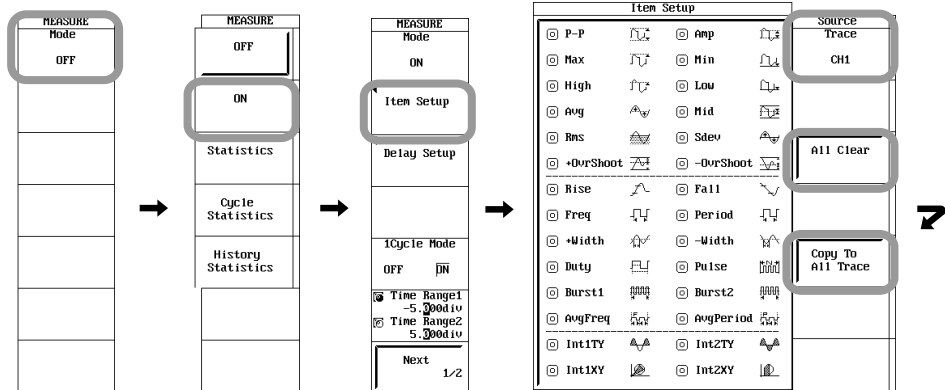 MEASURE
Mode
OFF
MEASURE
OFF
ON
Statistics
Cycle
Statistics
History
Statistics
MEASURE
Mode
ON
Item Setup
Delay Setup
1Cycle Mode
OFF ON
Time Range1
-5.000div
Time Range2
5.000div
Next
1/2
Item Setup
P-P Amp
Max Min
High Low
Avg Mid
Rms Sdev
+OvrShoot -OvrShoot
Rise Fall
Freq Period
+Width -Width
Duty Pulse
Burst1 Burst2
AvgFreq AvgPeriod
Int1TY Int2TY
Int1XY Int2XY
Source
Trace
CH1
All Clear
Copy To
All Trace